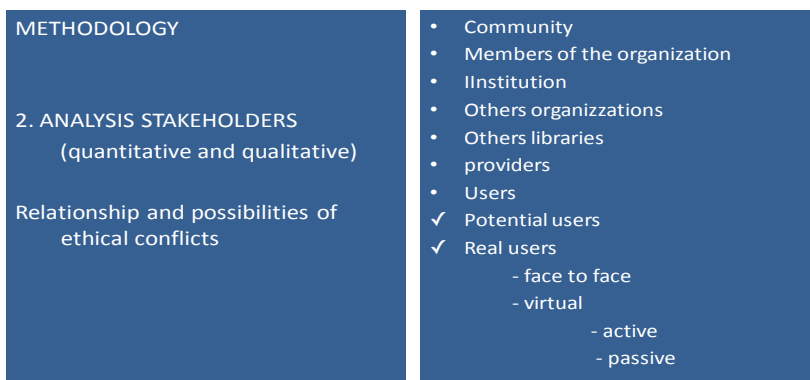 METHODOLOGY
2. ANALYSIS STAKEHOLDERS
(quantitative and qualitative)
Relationship and possibilities of
ethical conflicts
• Community
• Members of the organization
• IInstitution
• Others organizzations
• Others libraries
• providers
• Users
✓ Potential users
✓ Real users
- face to face
- virtual
- active
- passive